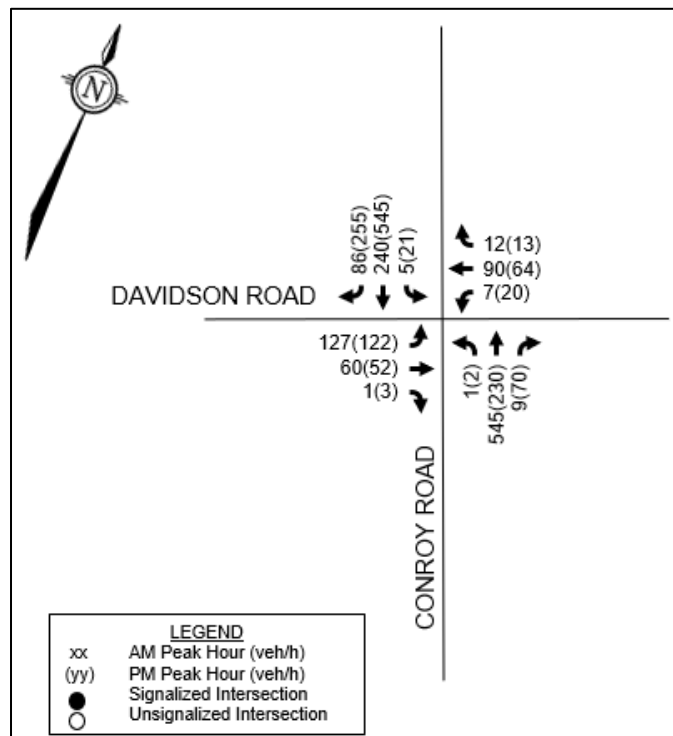 N
86(255)
240(545)
5(21)
12(13)
90(64)
7(20)
DAVIDSON ROAD
127(122)
60(52)
1(3)
1(2)
545(230)
9(70)
CONROY ROAD
LEGEND
xx AM Peak Hour (veh/h)
(yy) PM Peak Hour (veh/h)
Signalized Intersection
Unsignalized Intersection